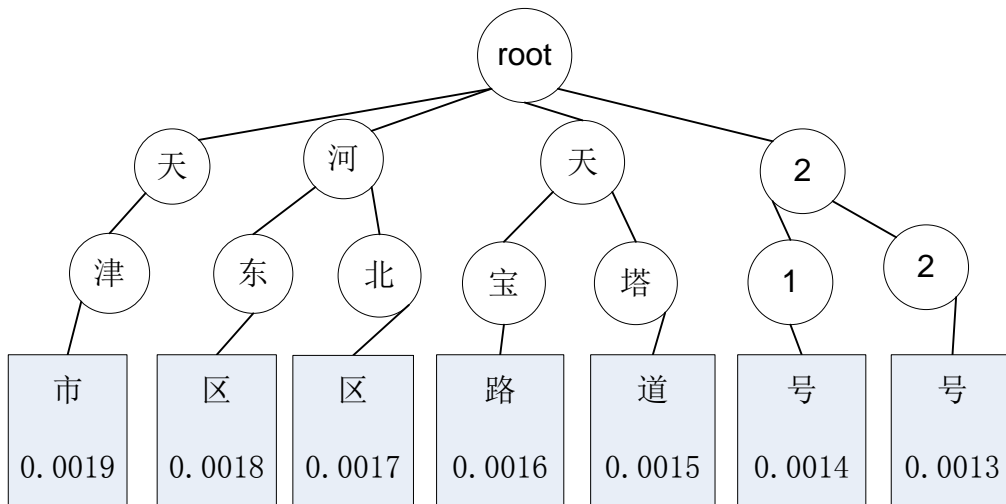 root
天 河 天 2
津 东 北 宝 塔 1 2
市 区 区 路 道 号 号
0.0019 0.0018 0.0017 0.0016 0.0015 0.0014 0.0013